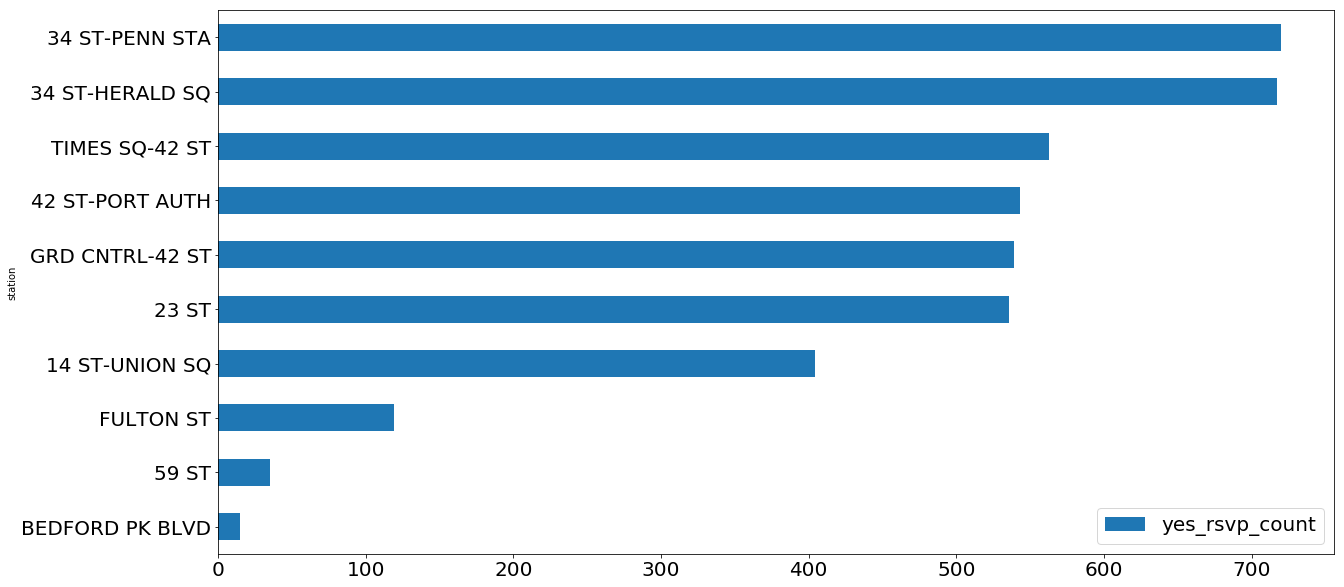 34 ST-PENN STA
34 ST-HERALD SQ
TIMES SQ-42 ST
42 ST-PORT AUTH
GRD CNTRL-42 ST
23 ST
14 ST-UNION SQ
FULTON ST
59 ST
BEDFORD PK BLVD
station
yes_rsvp_count
0 100 200 300 400 500 600 700